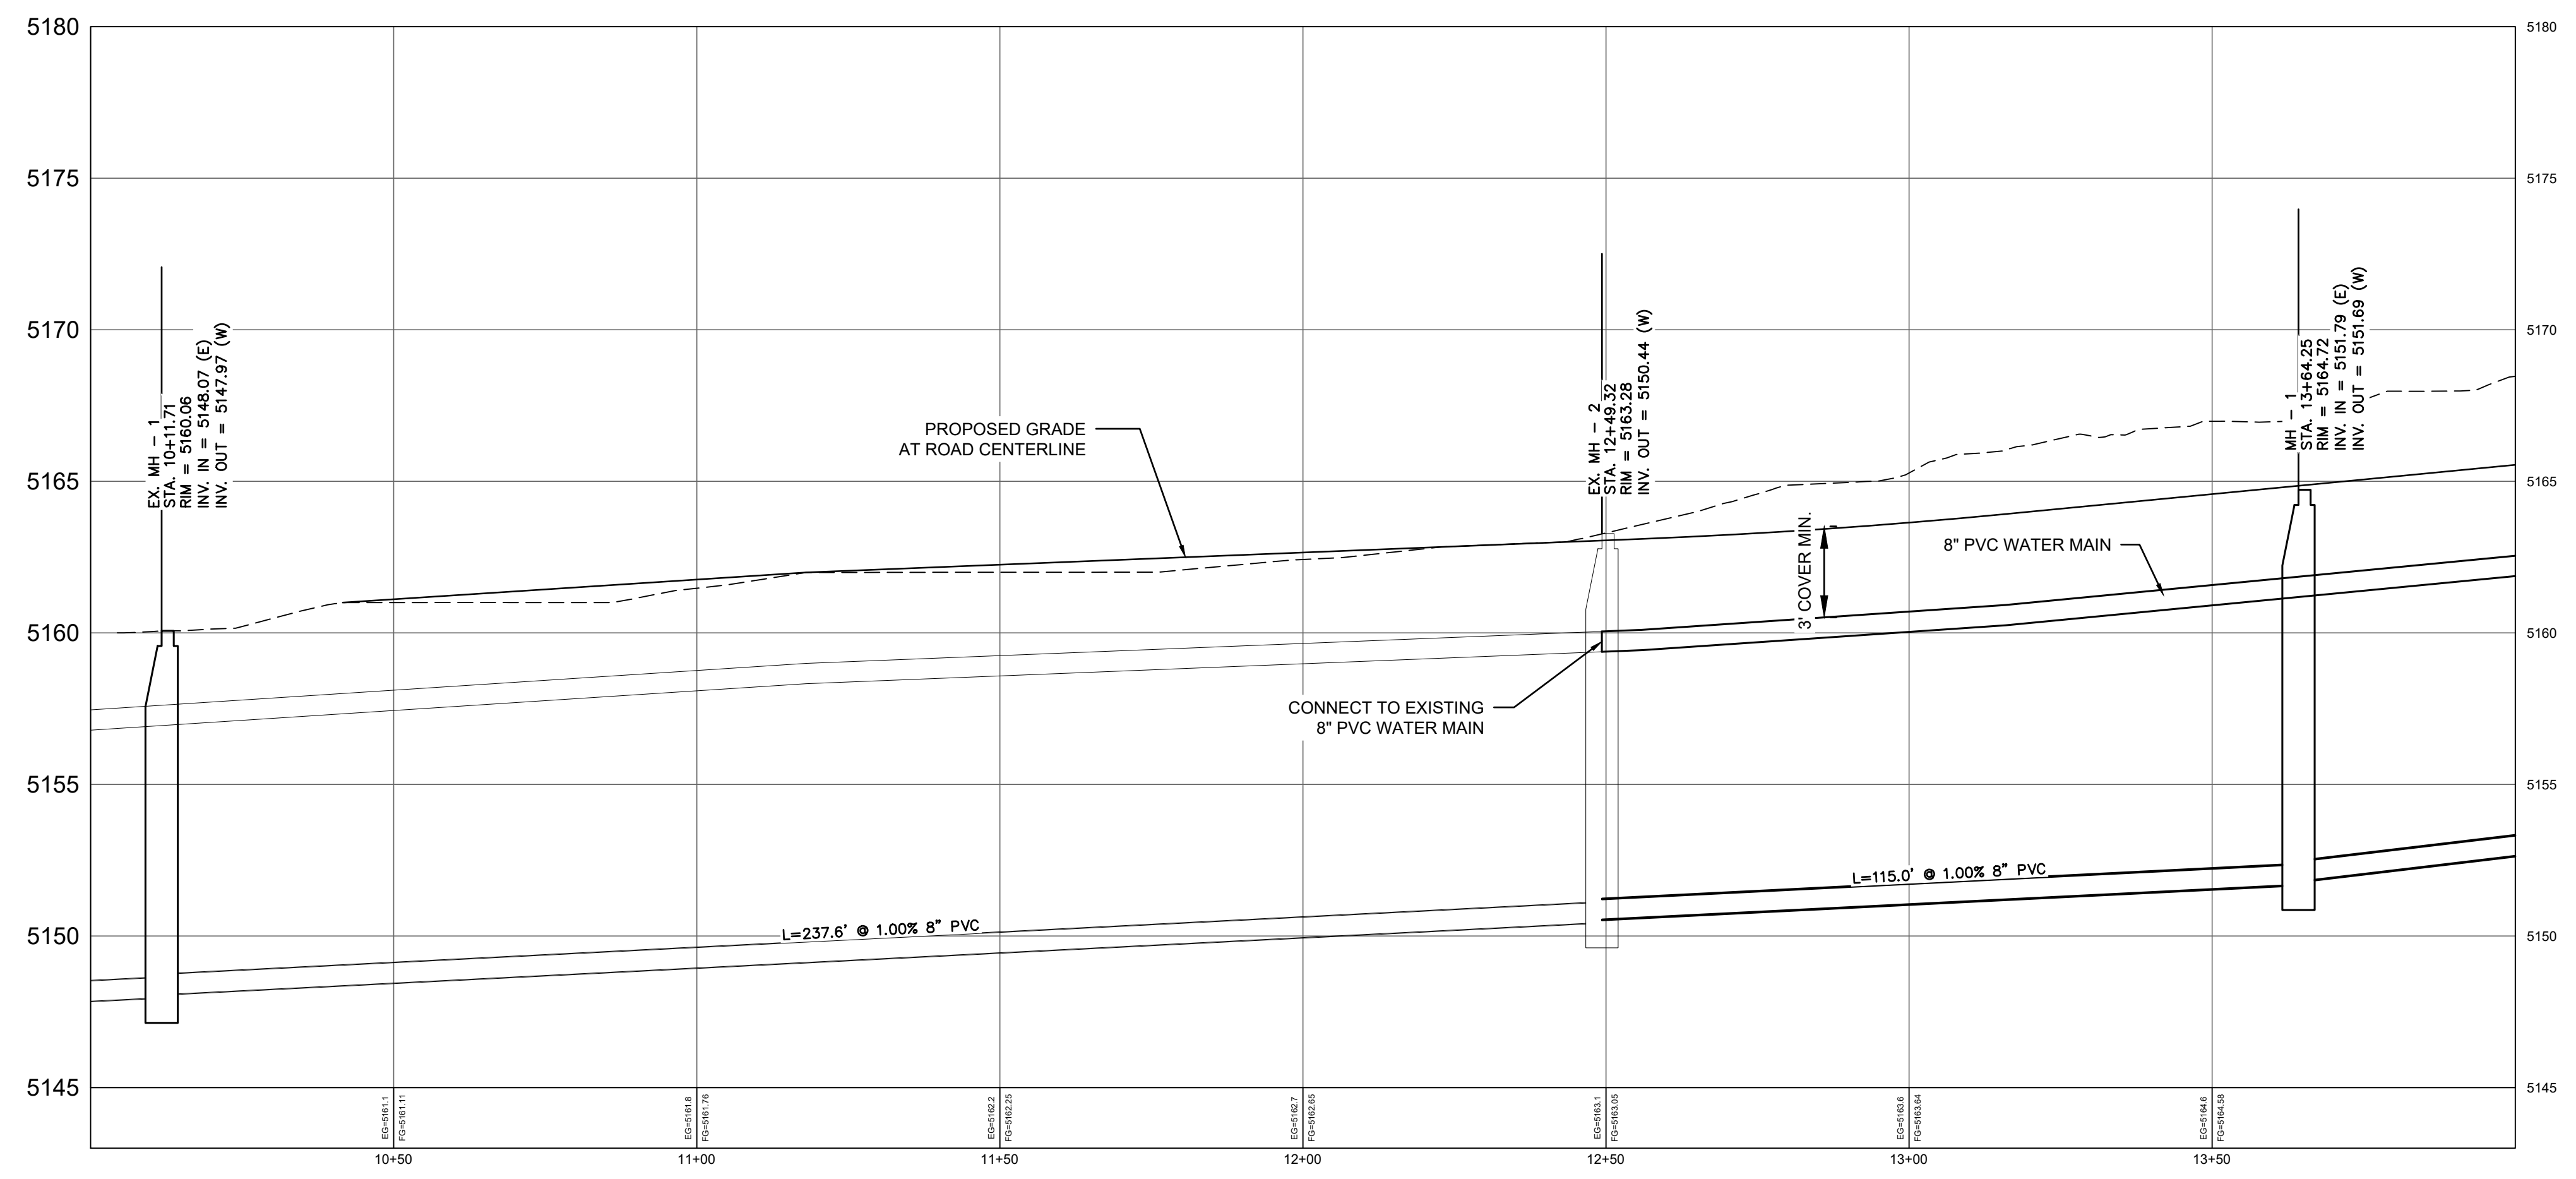 5180
5180
5175
5175
5170
5170
5165
5165
5160
5160
5155
5155
5150
5150
5145
5145
EX. MH - 1
STA. 10+11.71
RIM = 5160.06
INV. IN = 5148.07 (E)
INV. OUT = 5147.97 (W)
PROPOSED GRADE
AT ROAD CENTERLINE
EX. MH - 2
STA. 12+49.32
RIM = 5163.28
INV. OUT = 5150.44 (W)
MH - 1
STA. 13+64.25
RIM = 5164.72
INV. IN = 5151.79 (E)
INV. OUT = 5151.69 (W)
3' COVER MIN.
8" PVC WATER MAIN
CONNECT TO EXISTING
8" PVC WATER MAIN
L=237.6' @ 1.00% 8" PVC
L=115.0' @ 1.00% 8" PVC
EG=5161.1
FG=5161.11
EG=5161.8
FG=5161.76
EG=5162.2
FG=5162.25
EG=5162.7
FG=5162.65
EG=5163.1
FG=5163.05
EG=5163.6
FG=5163.64
EG=5164.6
FG=5164.58
10+50
11+00
11+50
12+00
12+50
13+00
13+50